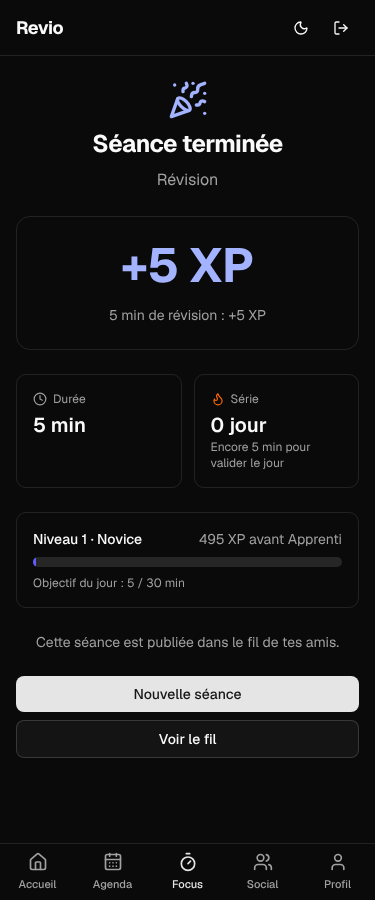 Revio
Séance terminée
Révision
+5 XP
5 min de révision : +5 XP
Durée
5 min
Série
0 jour
Encore 5 min pour
valider le jour
Niveau 1 · Novice
495 XP avant Apprenti
Objectif du jour : 5 / 30 min
Cette séance est publiée dans le fil de tes amis.
Nouvelle séance
Voir le fil
Accueil
Agenda
Focus
Social
Profil